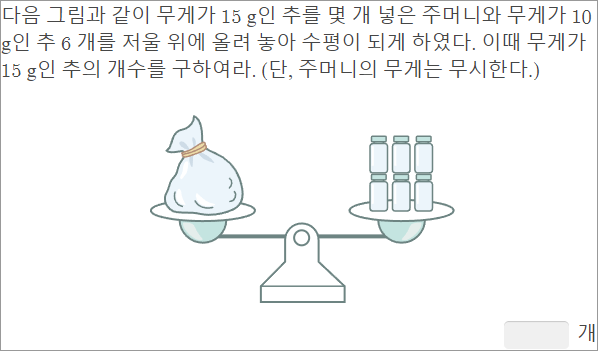 다음 그림과 같이 무게가 15 g인 추를 몇 개 넣은 주머니와 무게가 10
g인 추 6 개를 저울 위에 올려 놓아 수평이 되게 하였다. 이때 무게가
15 g인 추의 개수를 구하여라. (단, 주머니의 무게는 무시한다.)
개